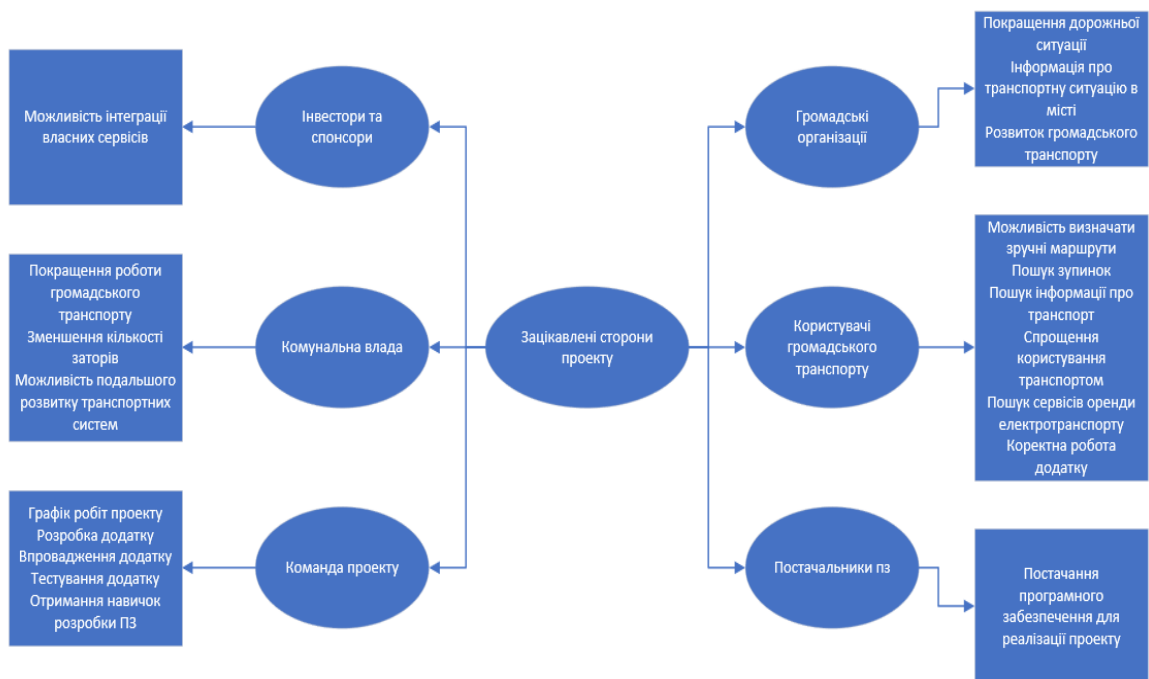 Можливість інтеграції
власних сервісів
Інвестори та
спонсори
Громадські
організації
Покращення дорожньої
ситуації
Інформація про
транспортну ситуацію в
місті
Розвиток громадського
транспорту
Покращення роботи
громадського
транспорту
Зменшення кількості
заторів
Можливість подальшого
розвитку транспортних
систем
Комунальна влада
Зацікавлені сторони
проекту
Користувачі
громадського
транспорту
Можливість визначати
зручні маршрути
Пошук зупинок
Пошук інформації про
транспорт
Спрощення
користування
транспортом
Пошук сервісів оренди
електротранспорту
Коректна робота
додатку
Графік робіт проекту
Розробка додатку
Впровадження додатку
Тестування додатку
Отримання навичок
розробки ПЗ
Команда проекту
Постачальники пз
Постачання
програмного
забезпечення для
реалізації проекту